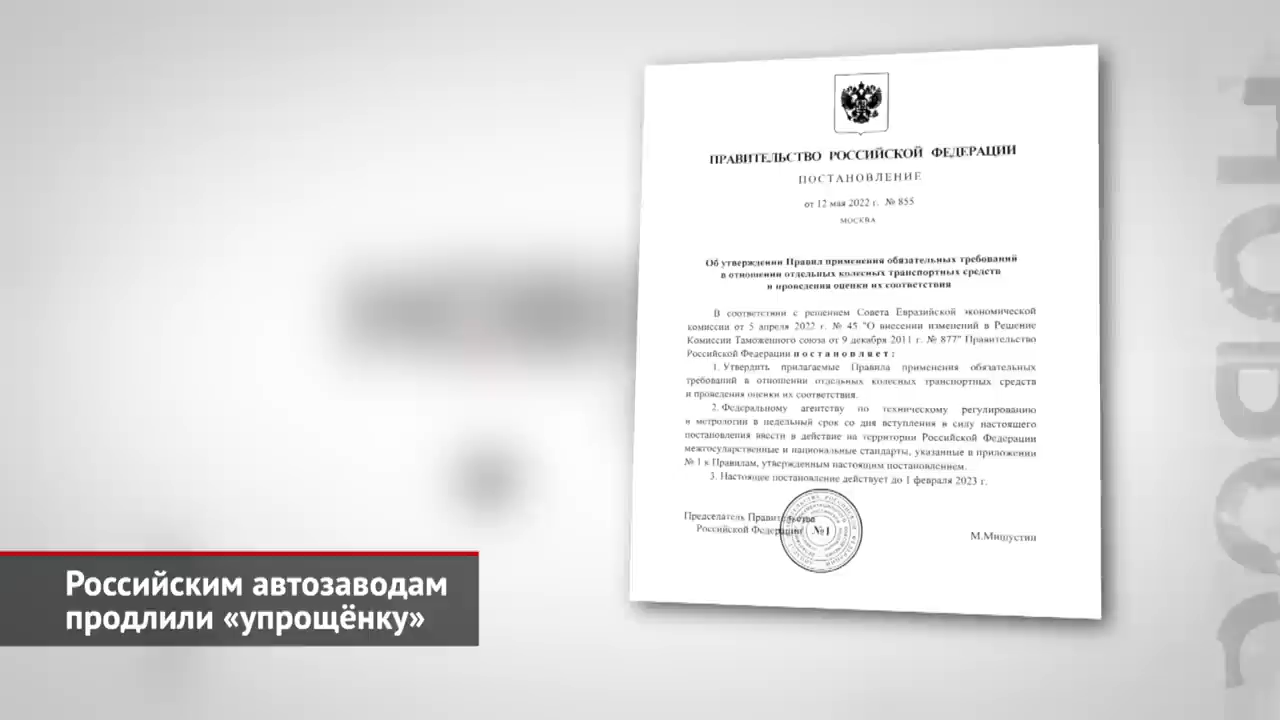 ПРАВИТЕЛЬСТВО РОССИЙСКОЙ ФЕДЕРАЦИИ
ПОСТАНОВЛЕНИЕ
от 12 мая 2022 г. № 855
МОСКВА
Об утверждении Правил применения обязательных требований
в отношении отдельных колесных транспортных средств
и проведения оценки их соответствия
В соответствии с решением Совета Евразийской экономической
комиссии от 5 апреля 2022 г. № 45 "О внесении изменений в Решение
Комиссии Таможенного союза от 9 декабря 2011 г. № 877" Правительство
Российской Федерации постановляет:
1. Утвердить прилагаемые Правила применения обязательных
требований в отношении отдельных колесных транспортных средств
и проведения оценки их соответствия.
2. Федеральному агентству по техническому регулированию
и метрологии в недельный срок со дня вступления в силу настоящего
постановления ввести в действие на территории Российской Федерации
межгосударственные и национальные стандарты, указанные в приложении
№ 1 к Правилам, утвержденным настоящим постановлением.
3. Настоящее постановление действует до 1 февраля 2023 г.
Председатель Правительства
Российской Федерации
№1
М.Мишустин
Российским автозаводам
продлили «упрощёнку»
НОВОС